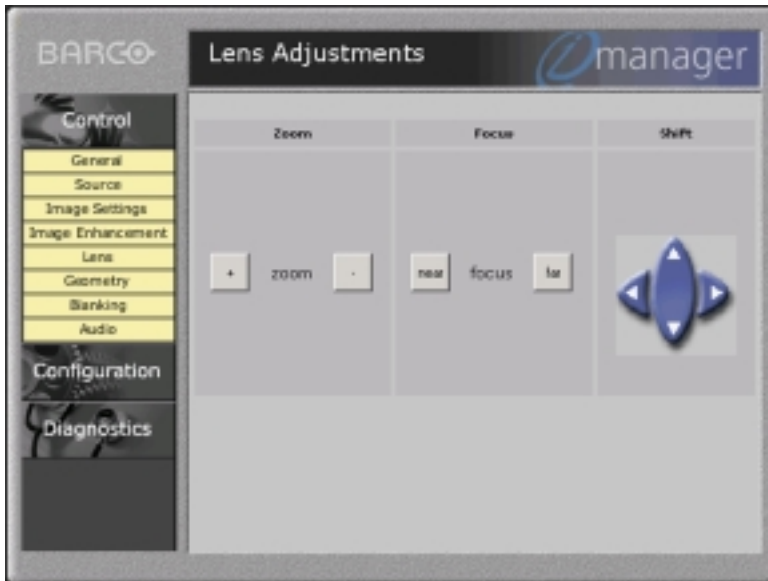 BARCO
Lens Adjustments
imanager
Control
General
Source
Image Settings
Image Enhancement
Lens
Geometry
Blanking
Audio
Configuration
Diagnostics
Zoom
Focus
Shift
+ zoom -
near focus far